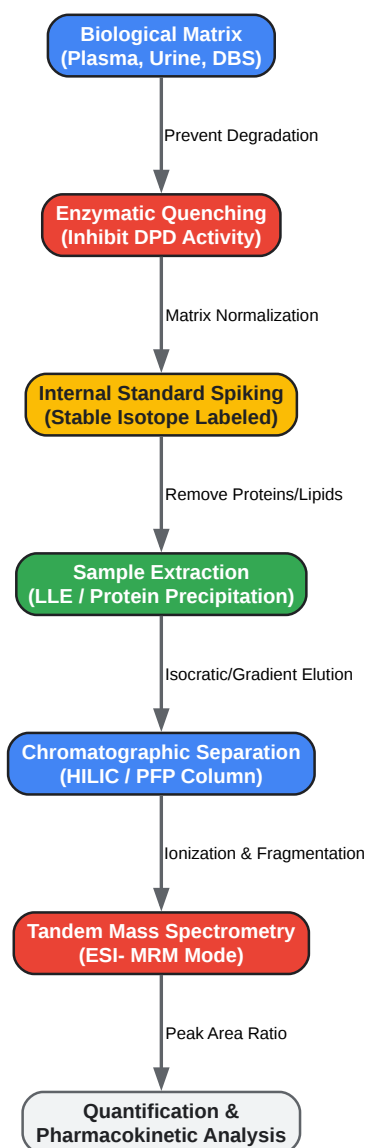 Biological Matrix
(Plasma, Urine, DBS)
Prevent Degradation
Enzymatic Quenching
(Inhibit DPD Activity)
Matrix Normalization
Internal Standard Spiking
(Stable Isotope Labeled)
Remove Proteins/Lipids
Sample Extraction
(LLE / Protein Precipitation)
Isocratic/Gradient Elution
Chromatographic Separation
(HILIC / PFP Column)
Ionization & Fragmentation
Tandem Mass Spectrometry
(ESI- MRM Mode)
Peak Area Ratio
Quantification &
Pharmacokinetic Analysis